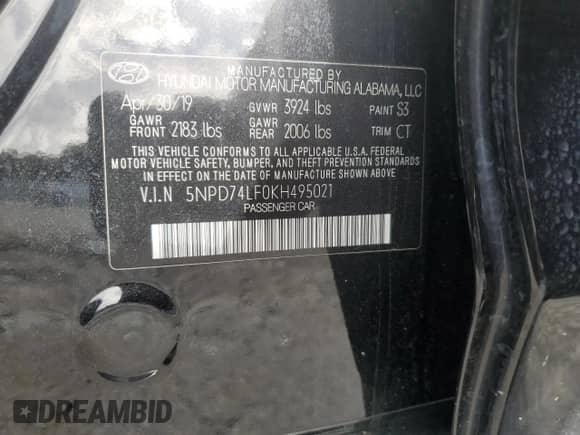 MANUFACTURED BY
HYUNDAI MOTOR MANUFACTURING ALABAMA, LLC
Apr/30/19 GVWR 3924 lbs PAINT S3
GAWR FRONT 2183 lbs GAWR REAR 2006 lbs TRIM CT
THIS VEHICLE CONFORMS TO ALL APPLICABLE U.S.A. FEDERAL
MOTOR VEHICLE SAFETY, BUMPER, AND THEFT PREVENTION STANDARDS
IN EFFECT ON THE DATE OF MANUFACTURE SHOWN ABOVE.
V.I.N 5NPD74LF0KH495021
PASSENGER CAR
DREAMBID